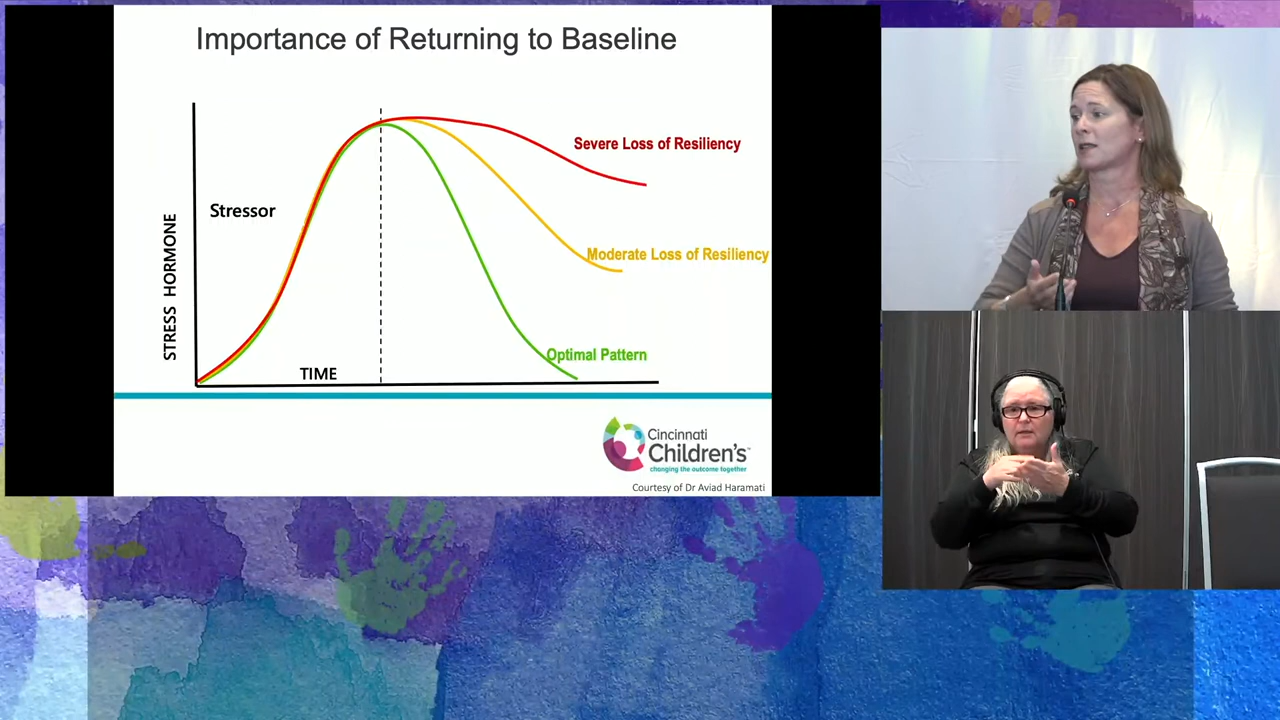 Importance of Returning to Baseline
Severe Loss of Resiliency
Stressor
STRESS HORMONE
Moderate Loss of Resiliency
Optimal Pattern
TIME
Cincinnati
Children's™
changing the outcome together
Courtesy of Dr Aviad Haramati